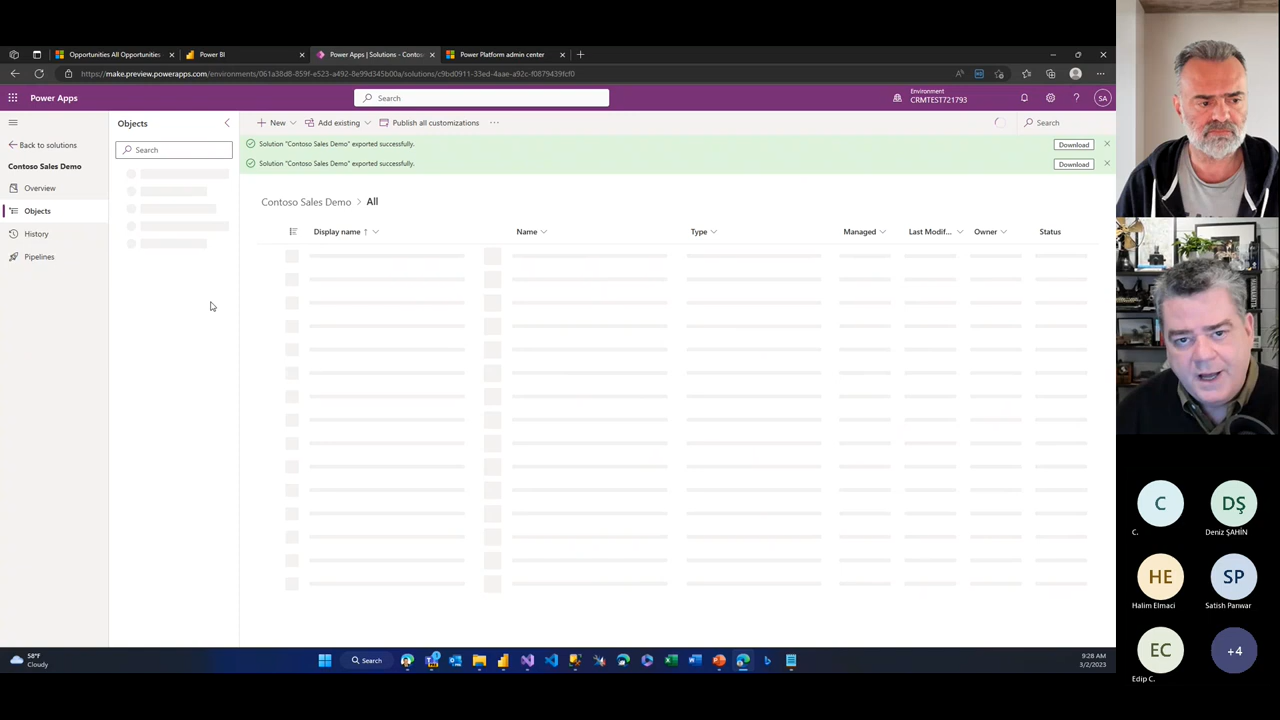 Opportunities All Opportunities
Power BI
Power Apps | Solutions - Contos
Power Platform admin center
https://make.preview.powerapps.com/environments/061a38d8-859f-e523-a492-8e99d345b00a/solutions/c9bd0911-33ed-4aae-a92c-f0879439fcf0
Power Apps
Search
Environment
CRMTEST721793
SA
Back to solutions
Contoso Sales Demo
Overview
Objects
History
Pipelines
Objects
Search
New
Add existing
Publish all customizations
Search
Solution "Contoso Sales Demo" exported successfully.
Download
Solution "Contoso Sales Demo" exported successfully.
Download
Contoso Sales Demo > All
Display name
Name
Type
Managed
Last Modif...
Owner
Status
58°F
Cloudy
Search
9:28 AM
3/2/2023
C
C.
DŞ
Deniz ŞAHİN
HE
Halim Elmaci
SP
Satish Panwar
EC
Edip C.
+4